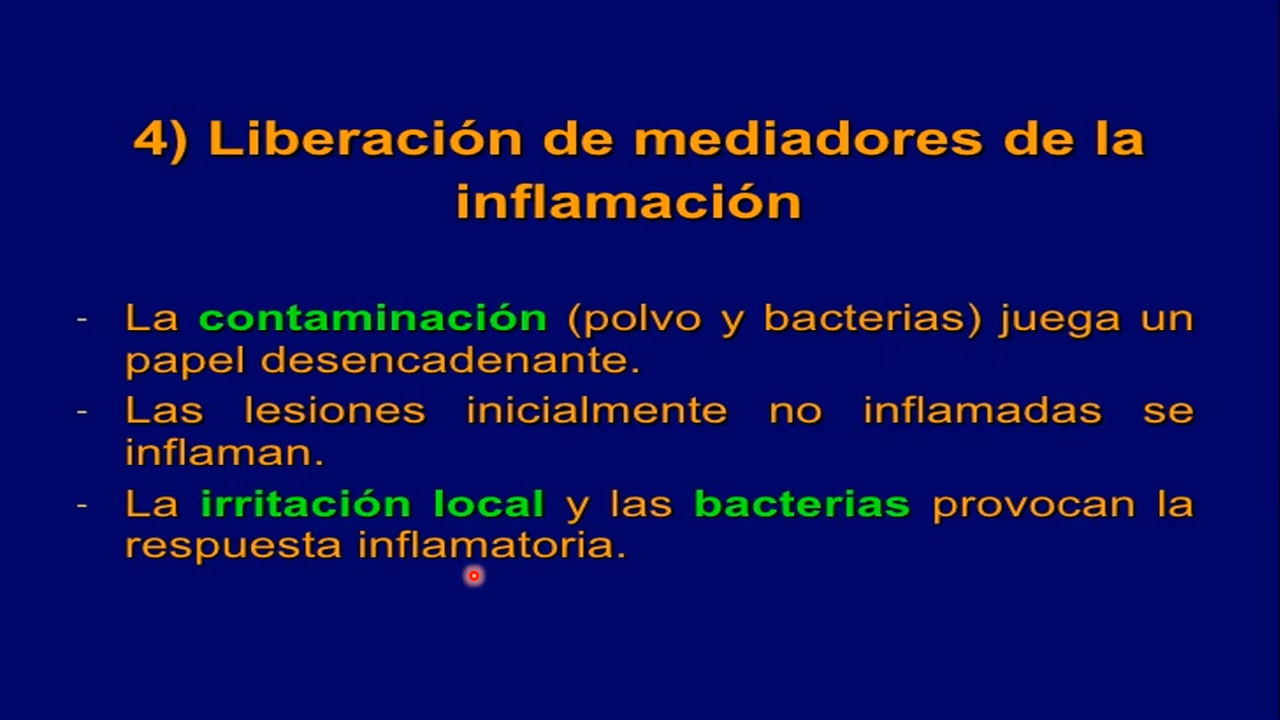 4) Liberación de mediadores de la
inflamación
- La contaminación (polvo y bacterias) juega un
papel desencadenante.
- Las lesiones inicialmente no inflamadas se
inflaman.
- La irritación local y las bacterias provocan la
respuesta inflamatoria.